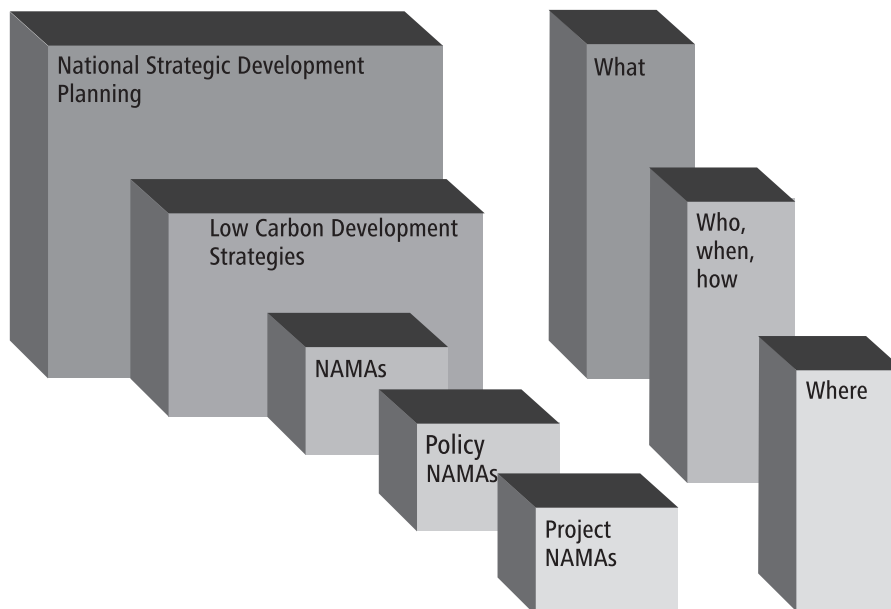 National Strategic Development
Planning
Low Carbon Development
Strategies
NAMAs
Policy
NAMAs
Project
NAMAs
What
Who,
when,
how
Where